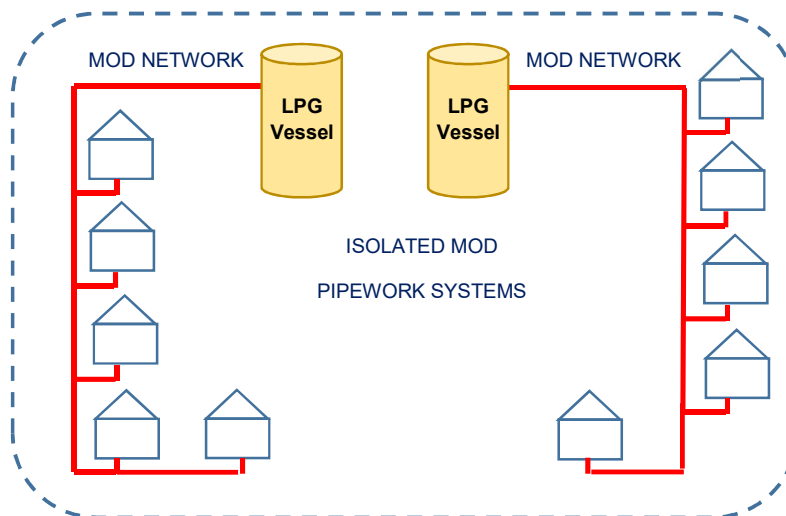 MOD NETWORK
MOD NETWORK
LPG
Vessel
LPG
Vessel
ISOLATED MOD
PIPEWORK SYSTEMS